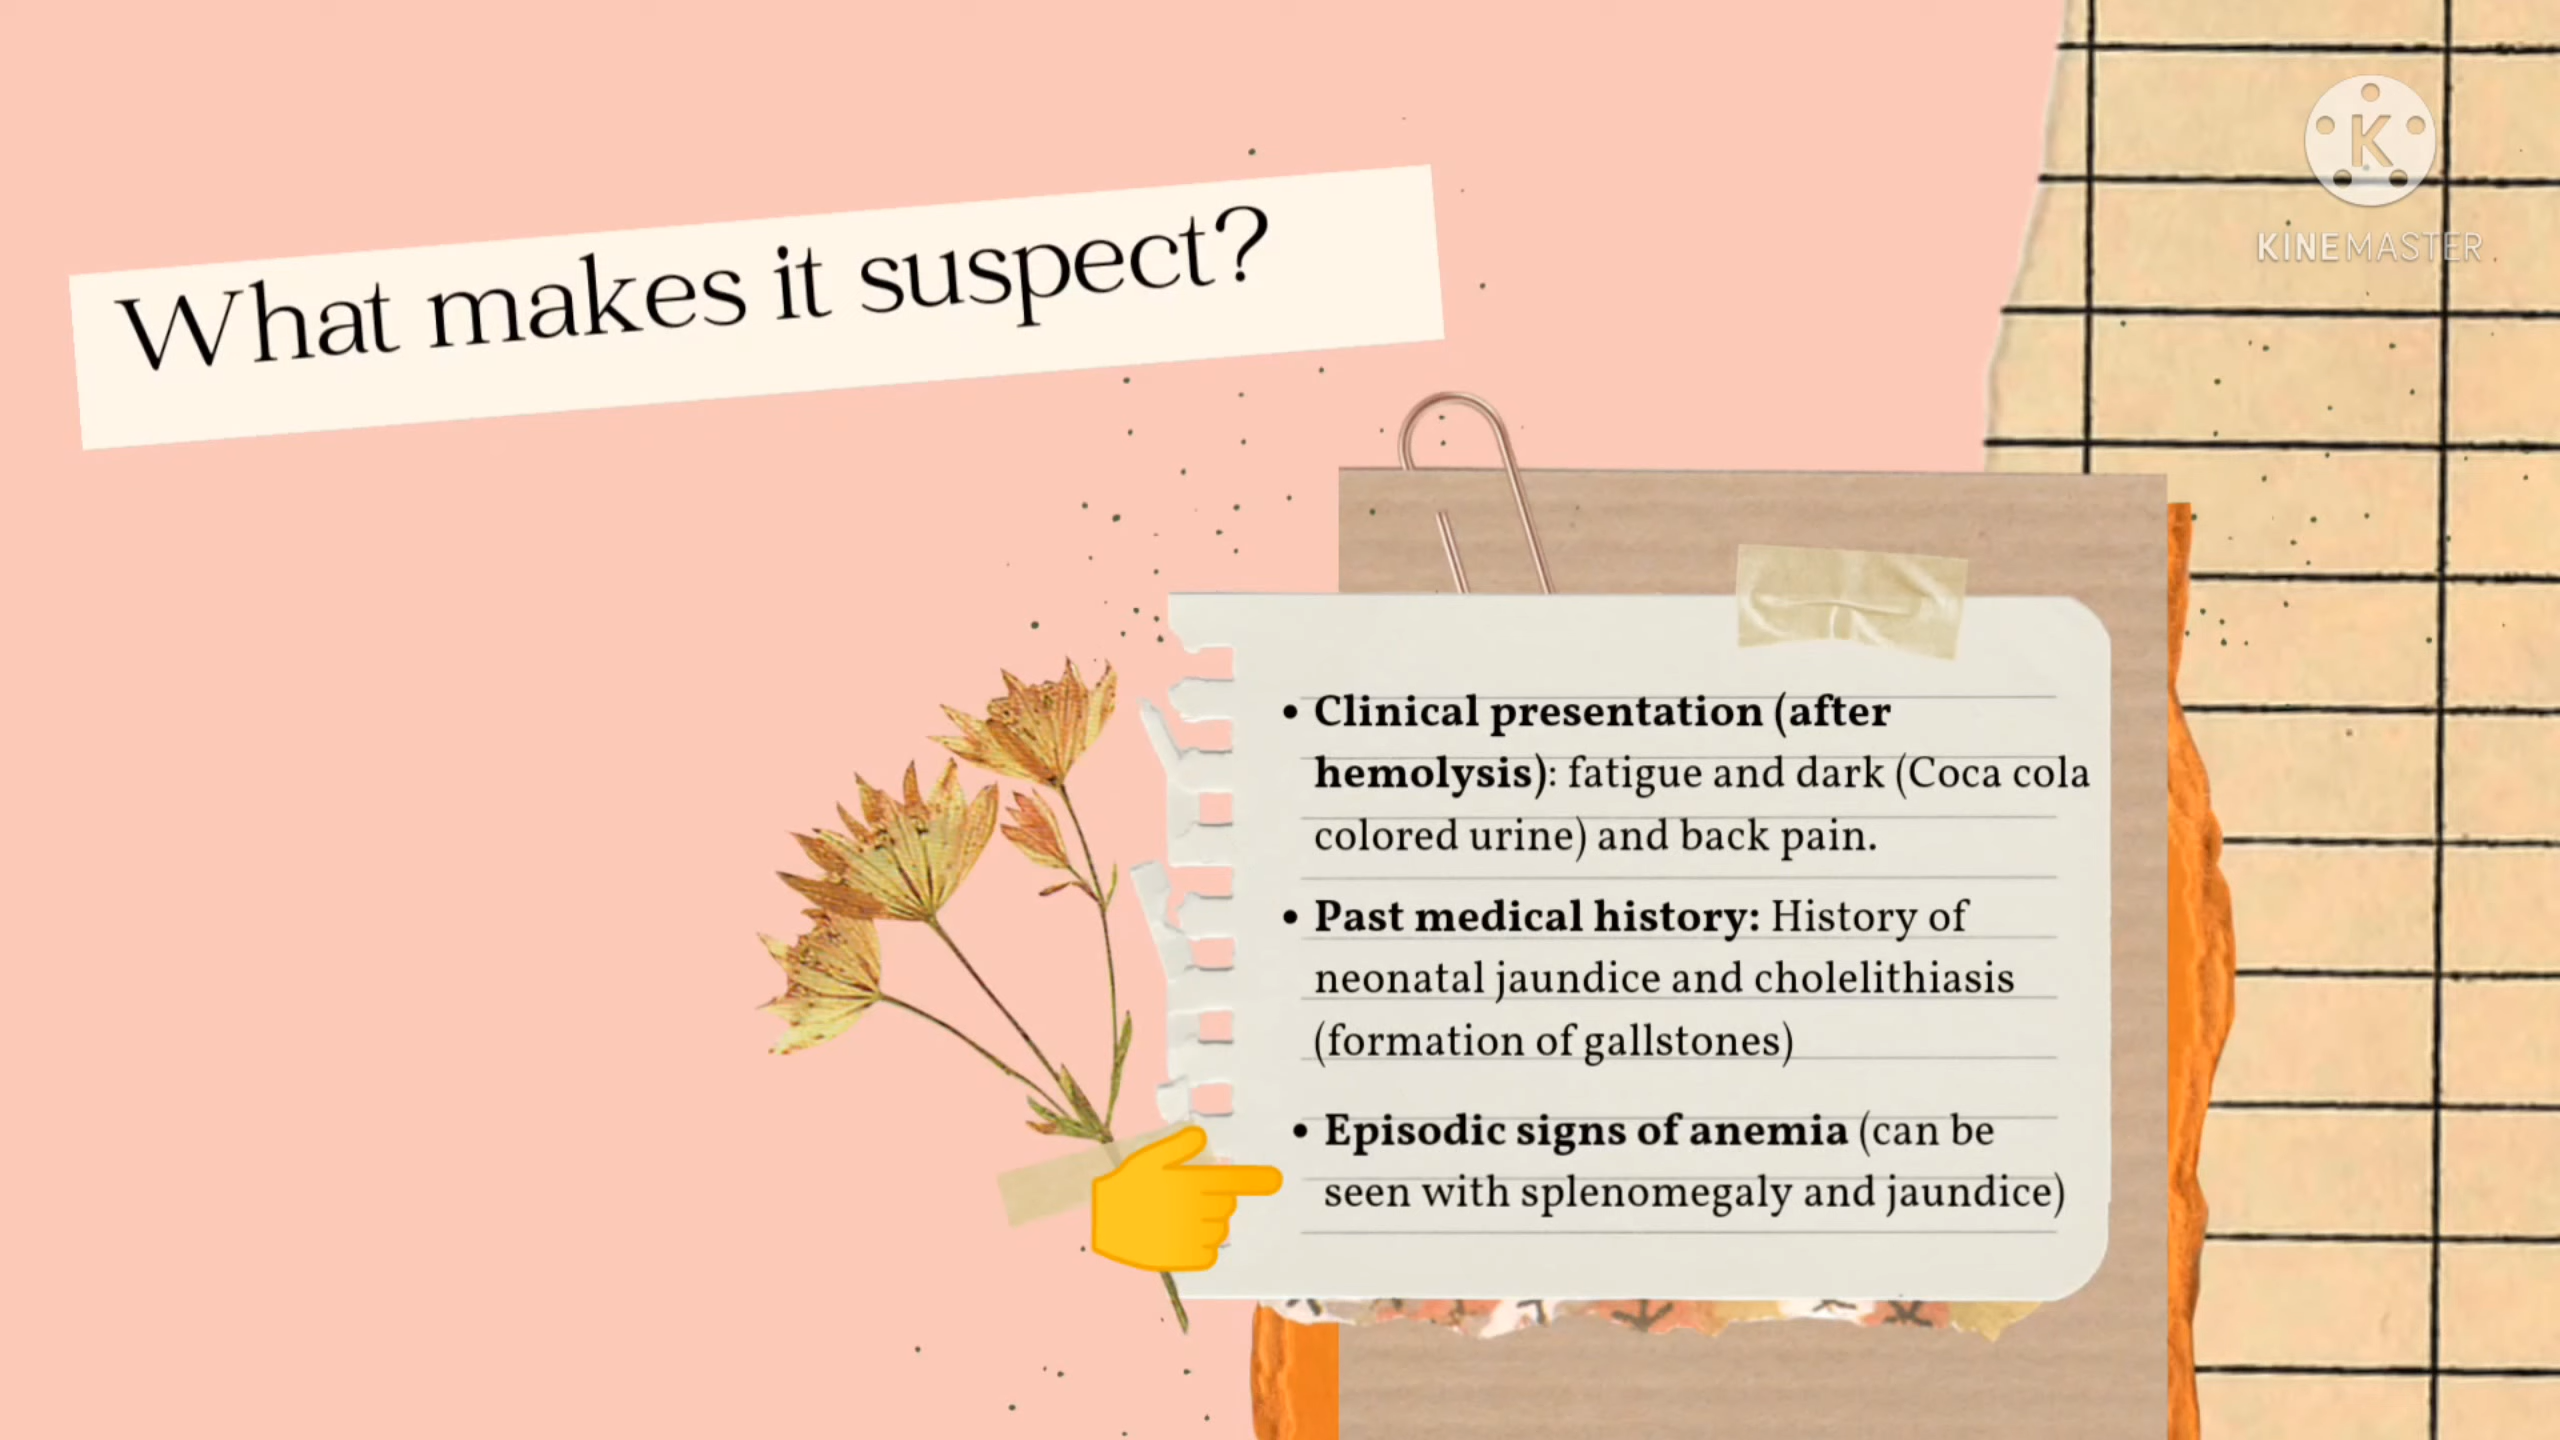 What makes it suspect?
K
KINEMASTER
• Clinical presentation (after
hemolysis): fatigue and dark (Coca cola
colored urine) and back pain.
• Past medical history: History of
neonatal jaundice and cholelithiasis
(formation of gallstones)
• Episodic signs of anemia (can be
seen with splenomegaly and jaundice)